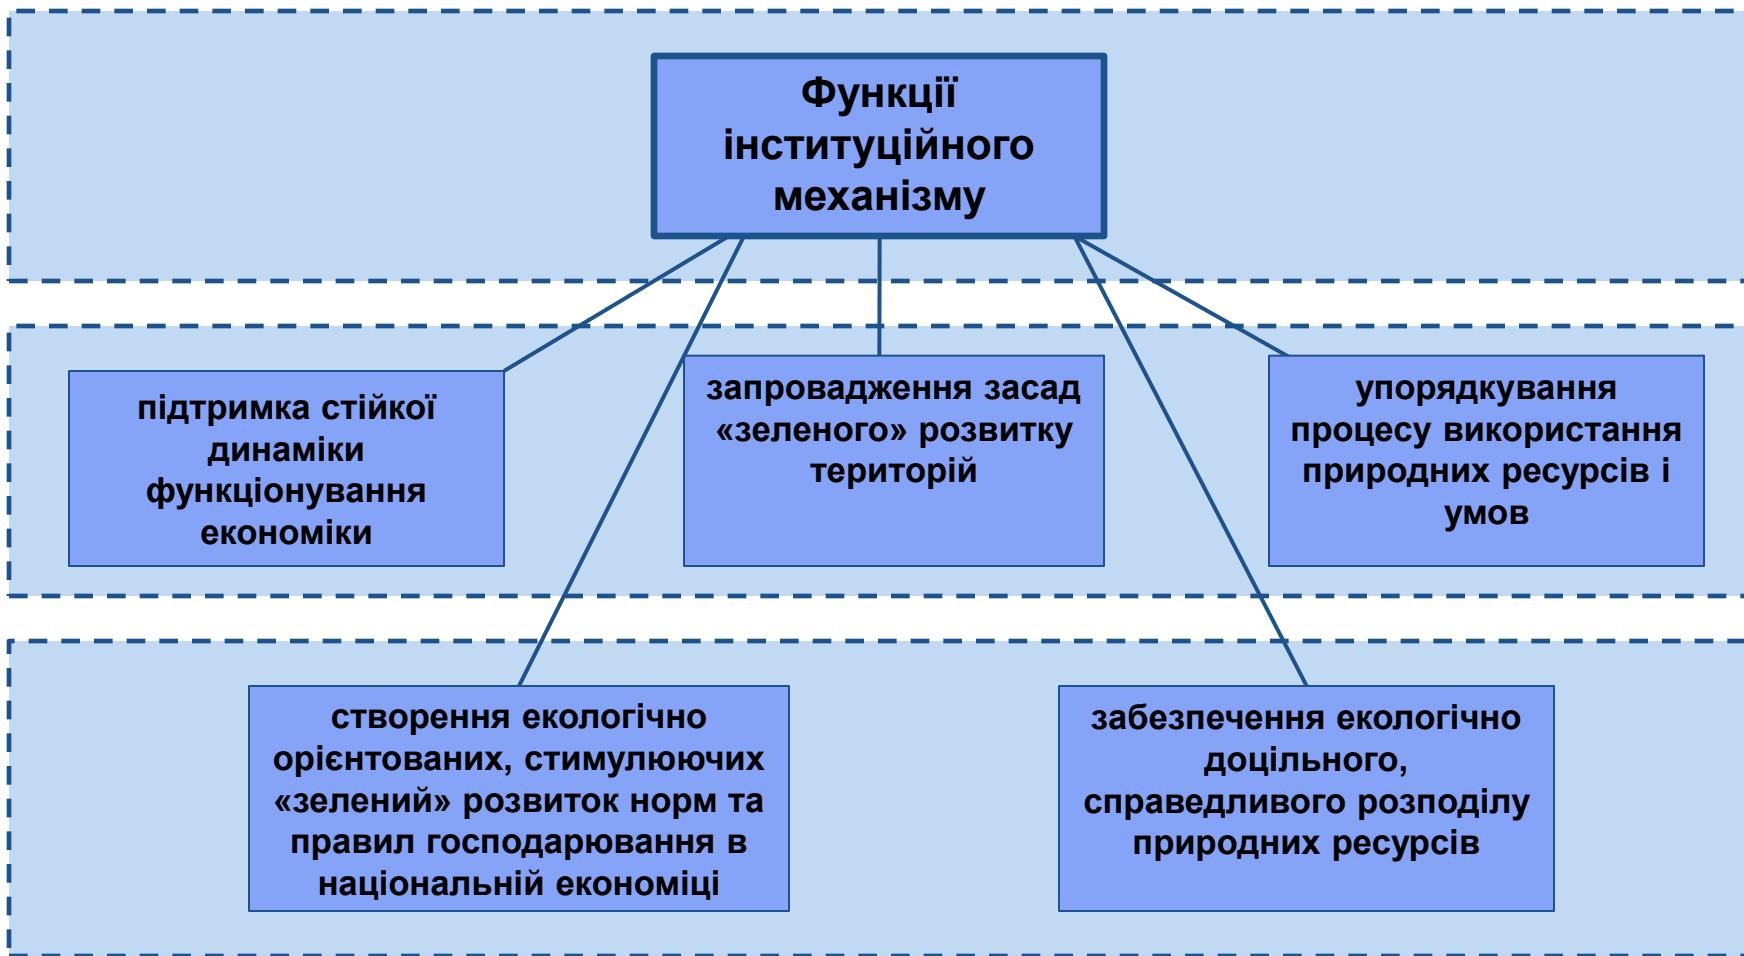 Функції
інституційного
механізму
підтримка стійкої
динаміки
функціонування
економіки
запровадження засад
«зеленого» розвитку
територій
упорядкування
процесу використання
природних ресурсів і
умов
створення екологічно
орієнтованих, стимулюючих
«зелений» розвиток норм та
правил господарювання в
національній економіці
забезпечення екологічно
доцільного,
справедливого розподілу
природних ресурсів